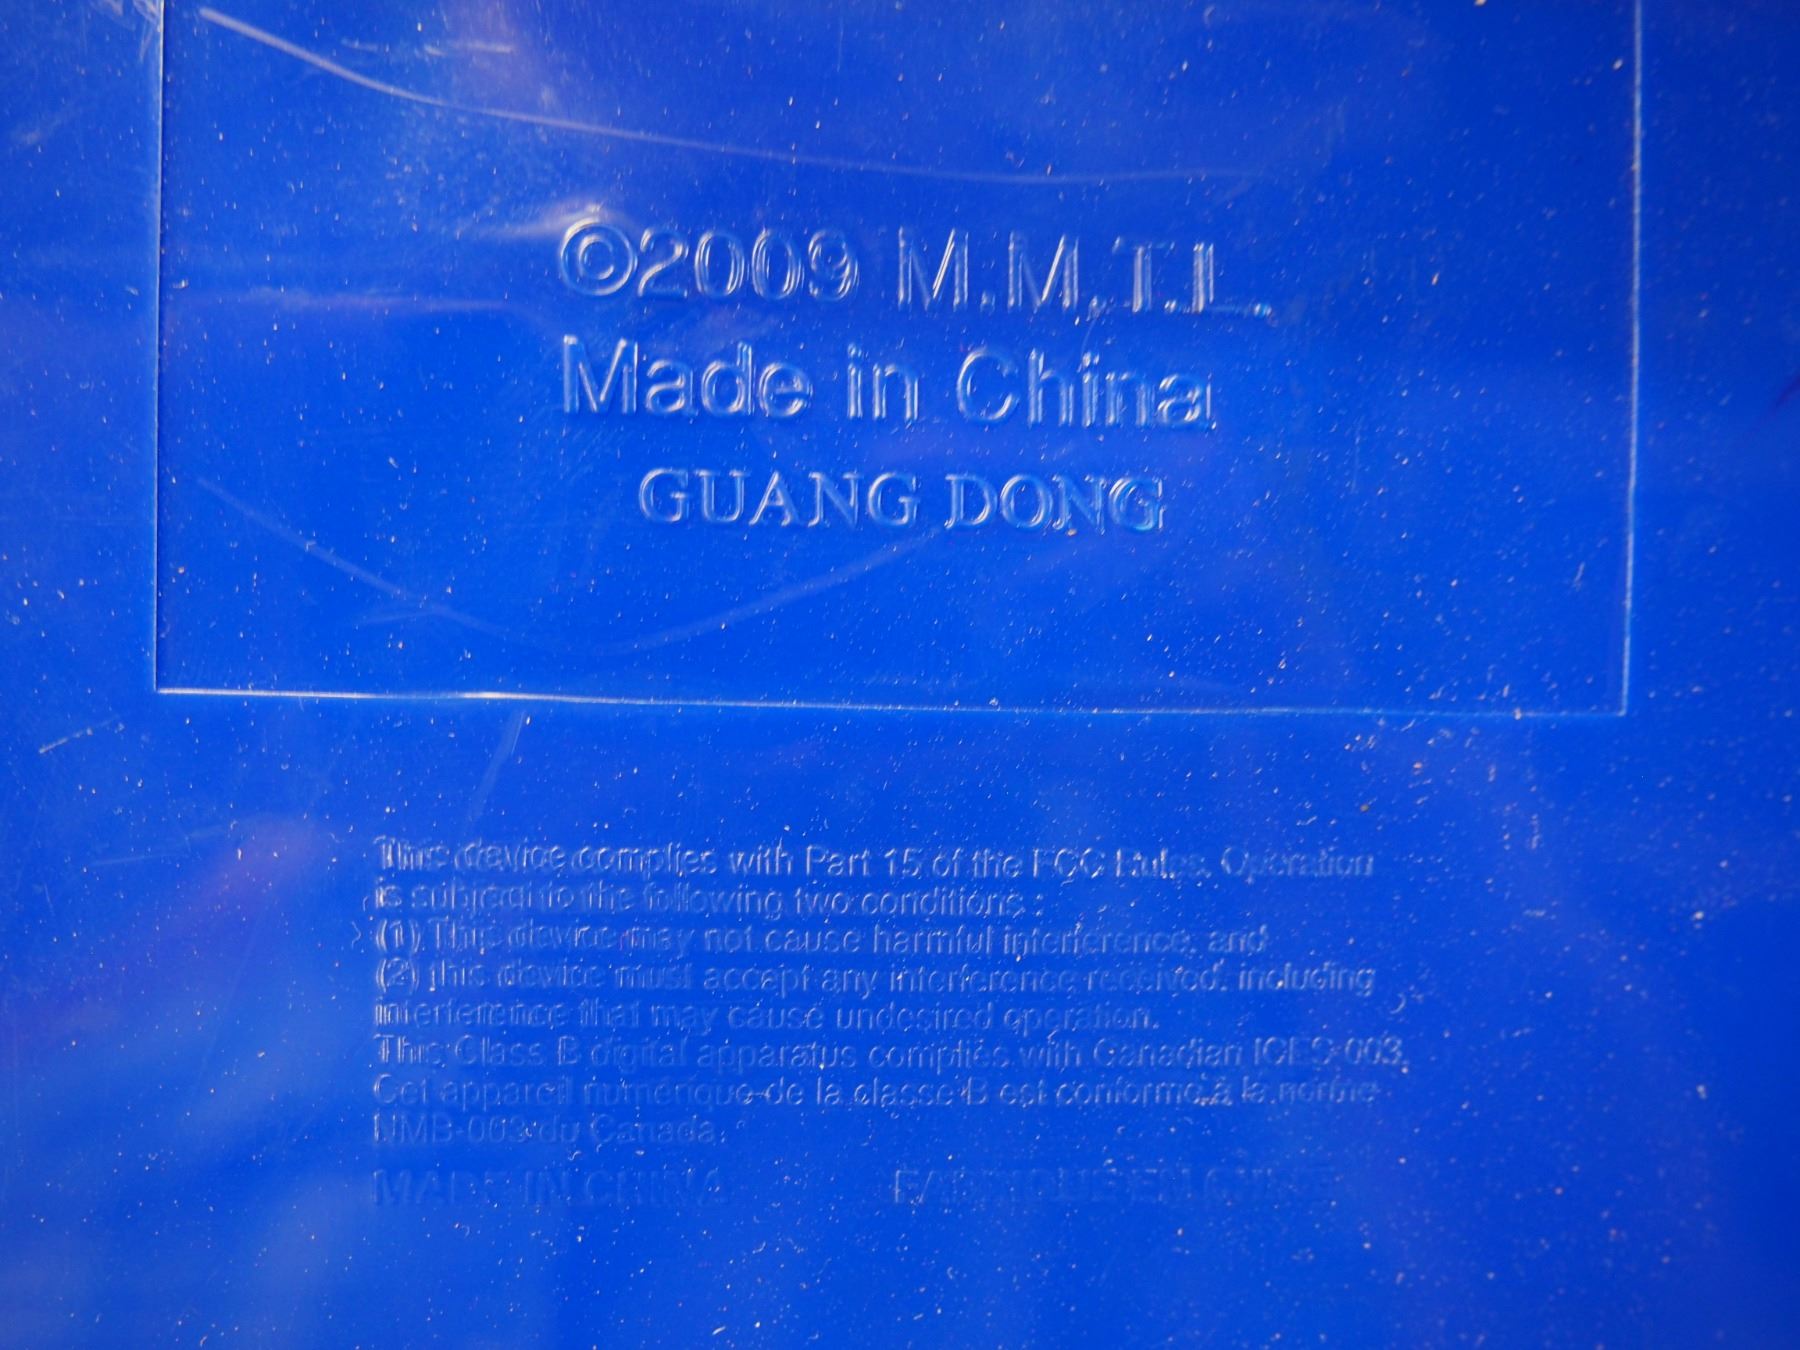 ©2009 M.M.T.L.
Made in China
GUANG DONG
This device complies with Part 15 of the FCC Rules. Operation
is subject to the following two conditions :
(1) This device may not cause harmful interference, and
(2) this device must accept any interference received, including
interference that may cause undesired operation.
This Class B digital apparatus complies with Canadian ICES-003.
Cet appareil numérique de la classe B est conforme à la norme
NMB-003 du Canada.
MADE IN CHINA FABRIQUE EN CHINE